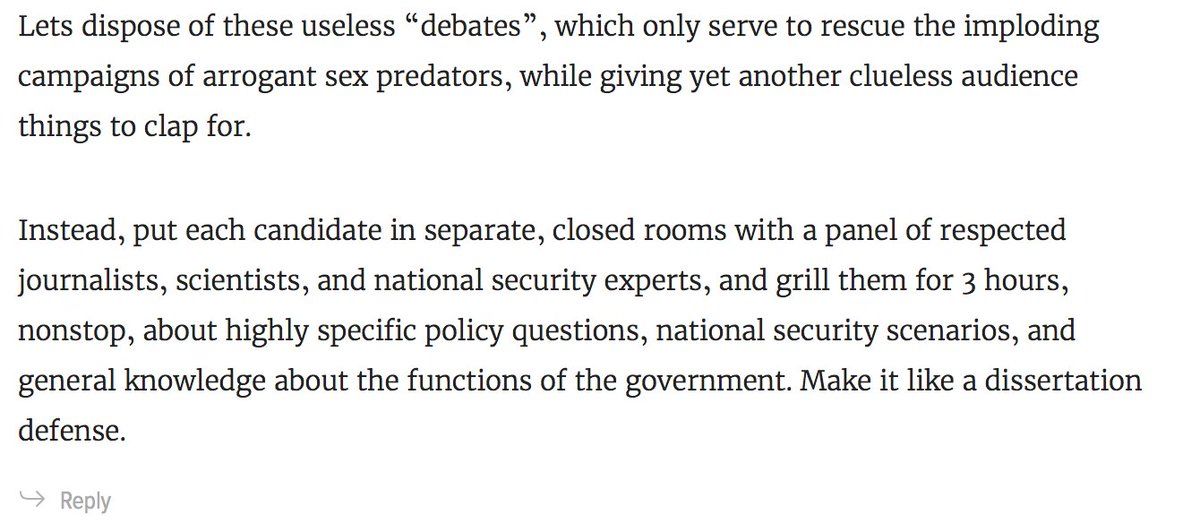 Lets dispose of these useless “debates”, which only serve to rescue the imploding
campaigns of arrogant sex predators, while giving yet another clueless audience
things to clap for.
Instead, put each candidate in separate, closed rooms with a panel of respected
journalists, scientists, and national security experts, and grill them for 3 hours,
nonstop, about highly specific policy questions, national security scenarios, and
general knowledge about the functions of the government. Make it like a dissertation
defense.
Reply